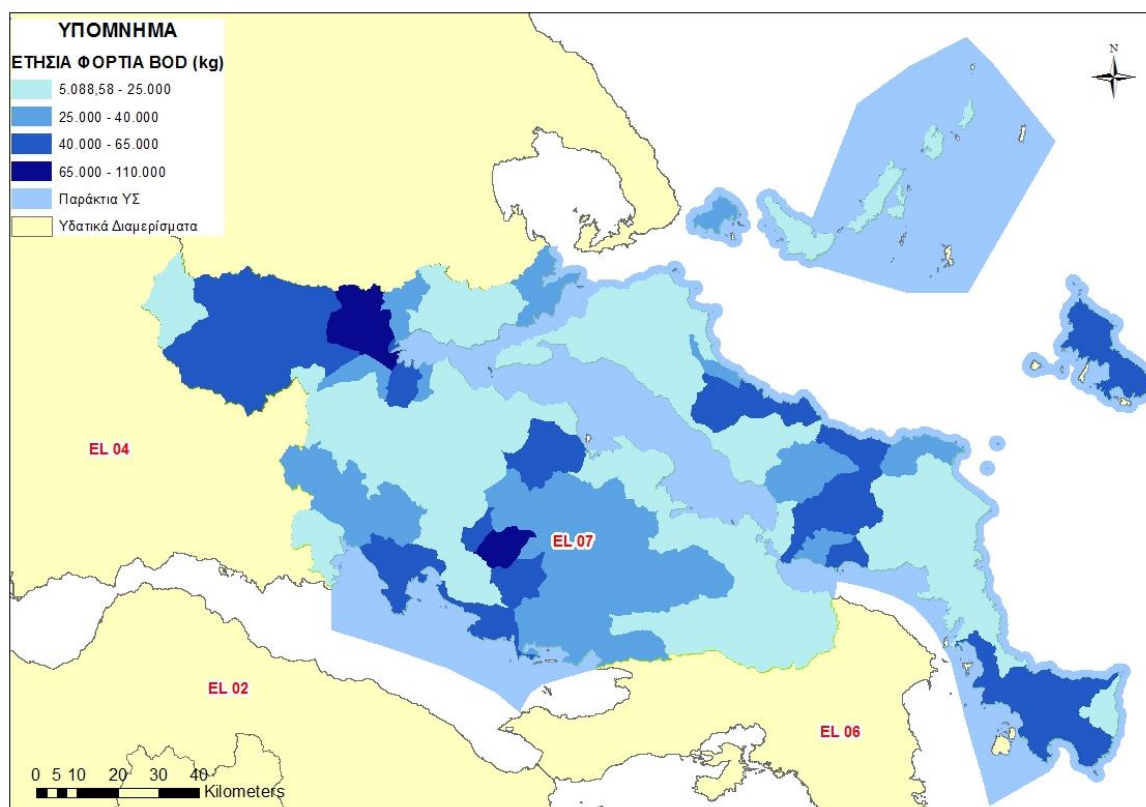 ΥΠΟΜΝΗΜΑ
ΕΤΗΣΙΑ ΦΟΡΤΙΑ BOD (kg)
5.088,58 - 25.000
25.000 - 40.000
40.000 - 65.000
65.000 - 110.000
Παράκτια ΥΣ
Υδατικά Διαμερίσματα
N
EL 04
EL 07
EL 02
EL 06
0 5 10 20 30 40
Kilometers